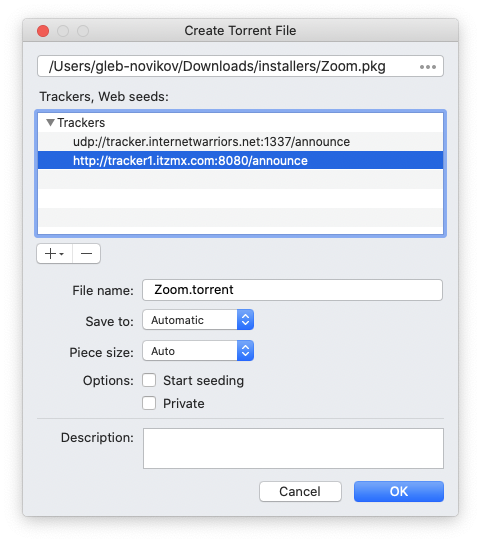 Create Torrent File
/Users/gleb-novikov/Downloads/installers/Zoom.pkg
Trackers, Web seeds:
Trackers
udp://tracker.internetwarriors.net:1337/announce
http://tracker1.itzmx.com:8080/announce
File name: Zoom.torrent
Save to: Automatic
Piece size: Auto
Options: Start seeding
Private
Description:
Cancel OK